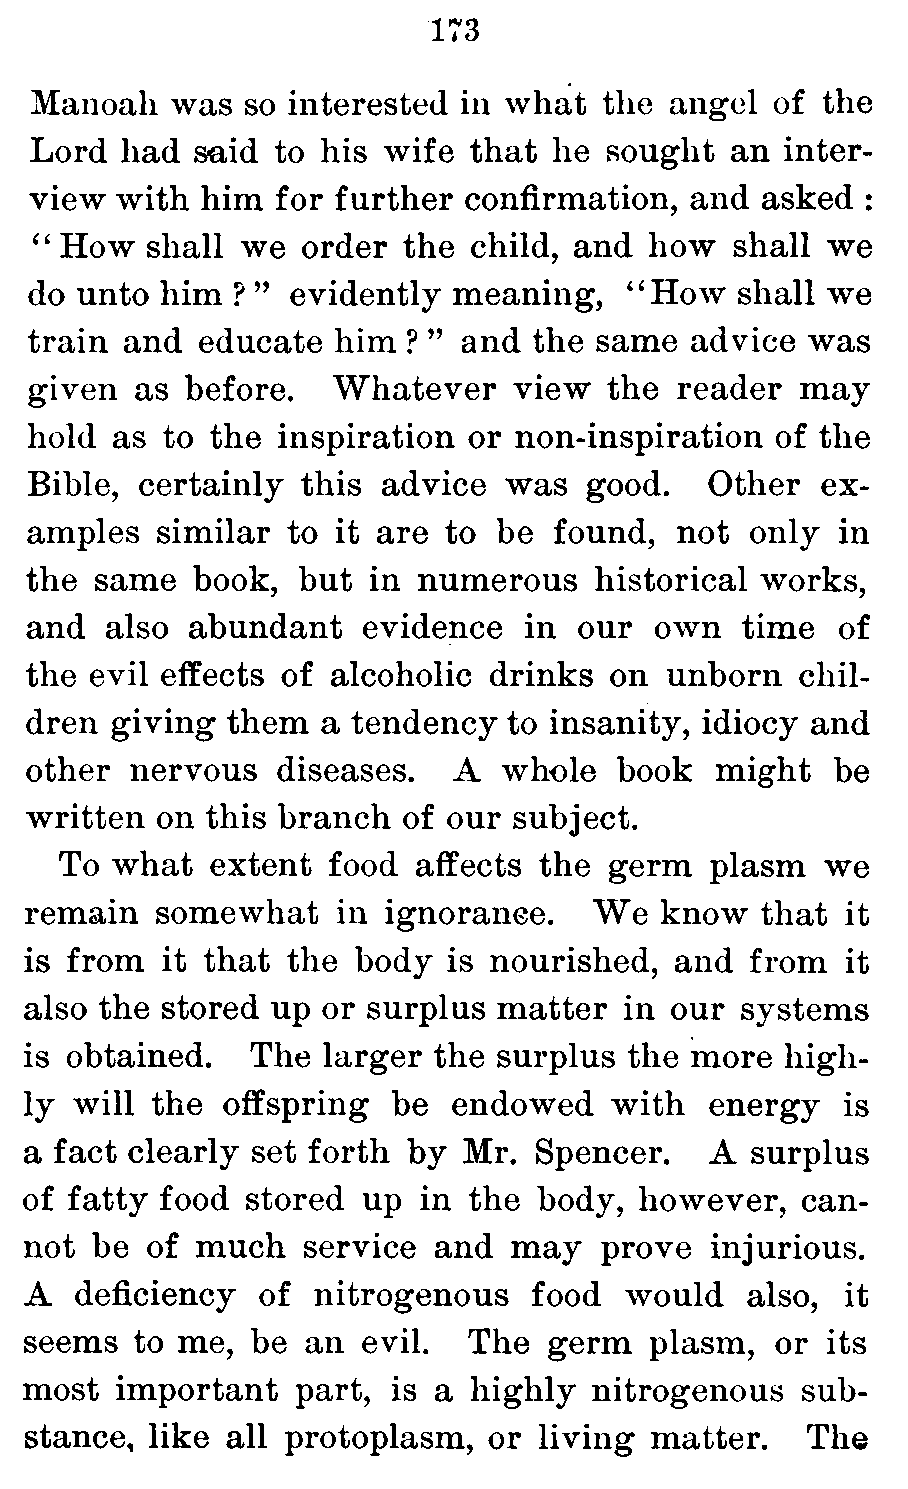 173
Manoah was so interested in what the angel of the
Lord had said to his wife that he sought an inter-
view with him for further confirmation, and asked :
“ How shall we order the child, and how shall we
do unto him ? ” evidently meaning, “How shall we
train and educate him ? ” and the same advice was
given as before. Whatever view the reader may
hold as to the inspiration or non-inspiration of the
Bible, certainly this advice was good. Other ex-
amples similar to it are to be found, not only in
the same book, but in numerous historical works,
and also abundant evidence in our own time of
the evil effects of alcoholic drinks on unborn chil-
dren giving them a tendency to insanity, idiocy and
other nervous diseases. A whole book might be
written on this branch of our subject.
To what extent food affects the germ plasm we
remain somewhat in ignorance. We know that it
is from it that the body is nourished, and from it
also the stored up or surplus matter in our systems
is obtained. The larger the surplus the more high-
ly will the offspring be endowed with energy is
a fact clearly set forth by Mr. Spencer. A surplus
of fatty food stored up in the body, however, can-
not be of much service and may prove injurious.
A deficiency of nitrogenous food would also, it
seems to me, be an evil. The germ plasm, or its
most important part, is a highly nitrogenous sub-
stance, like all protoplasm, or living matter. The